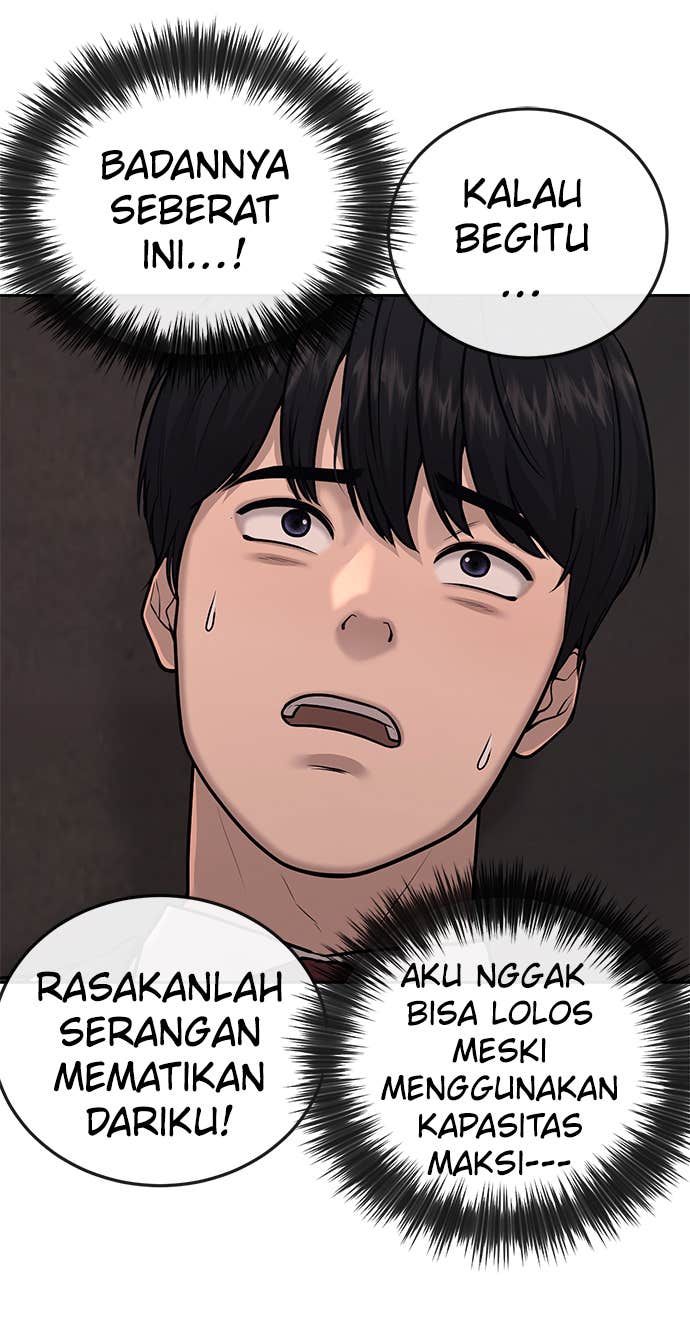 BADANNYA
SEBERAT
INI...!
KALAU
BEGITU
...
RASAKANLAH
SERANGAN
MEMATIKAN
DARIKU!
AKU NGGAK
BISA LOLOS
MESKI
MENGGUNAKAN
KAPASITAS
MAKSI---